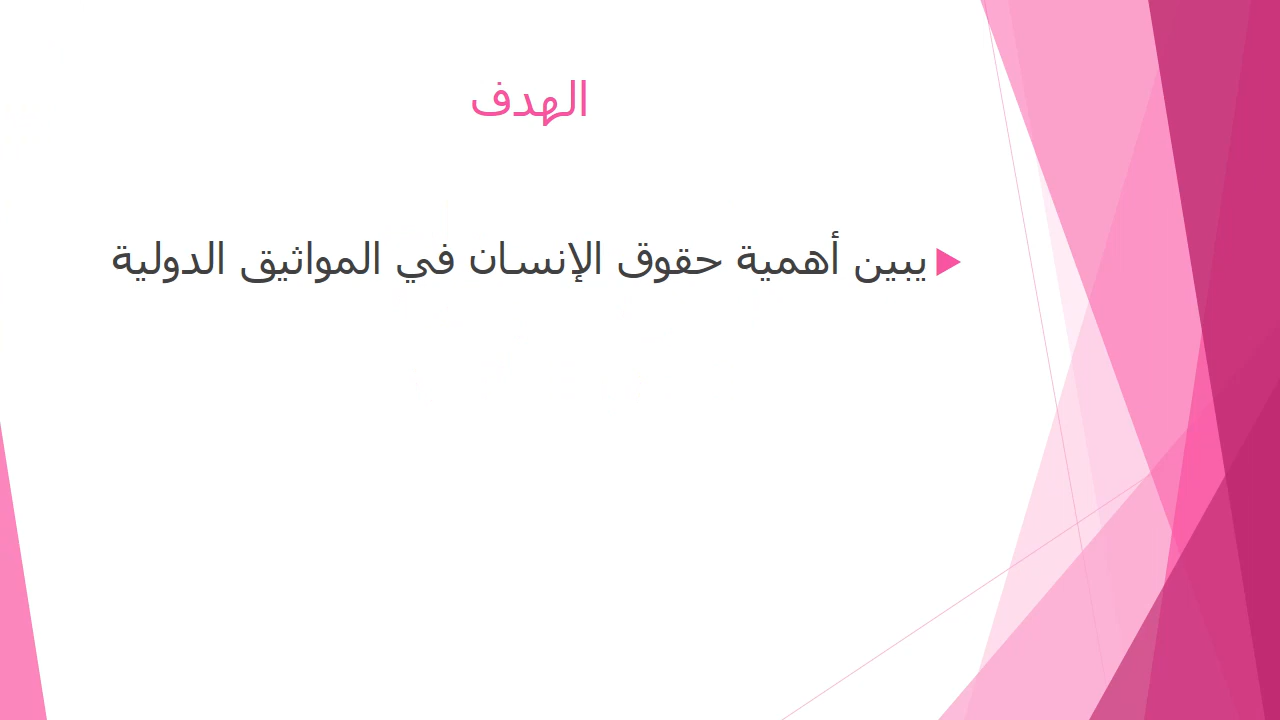 الهدف
يبين أهمية حقوق الإنسان في المواثيق الدولية